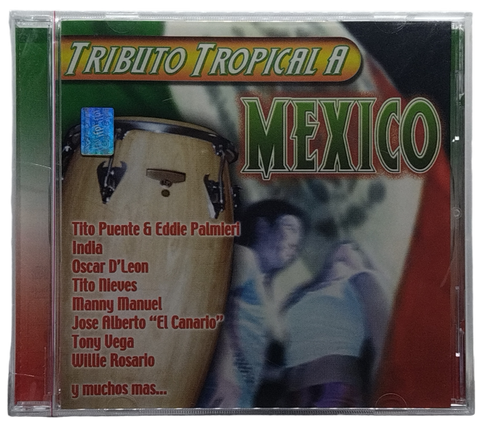 TRIBUTO TROPICAL A
MEXICO
Tito Puente & Eddie Palmieri
India
Oscar D'Leon
Tito Nieves
Manny Manuel
Jose Alberto "El Canario"
Tony Vega
Willie Rosario
y muchos mas...